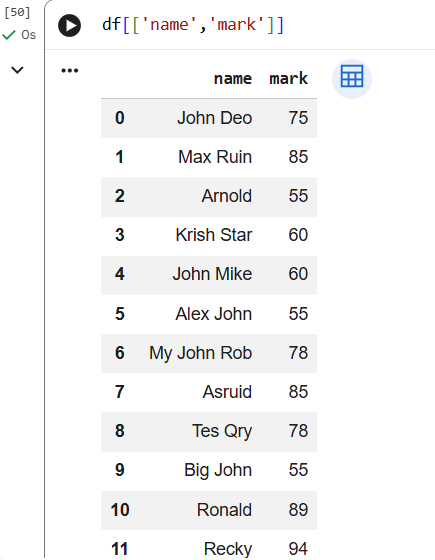 [50]
0s
df[['name','mark']]
name mark
0 John Deo 75
1 Max Ruin 85
2 Arnold 55
3 Krish Star 60
4 John Mike 60
5 Alex John 55
6 My John Rob 78
7 Asruid 85
8 Tes Qry 78
9 Big John 55
10 Ronald 89
11 Recky 94